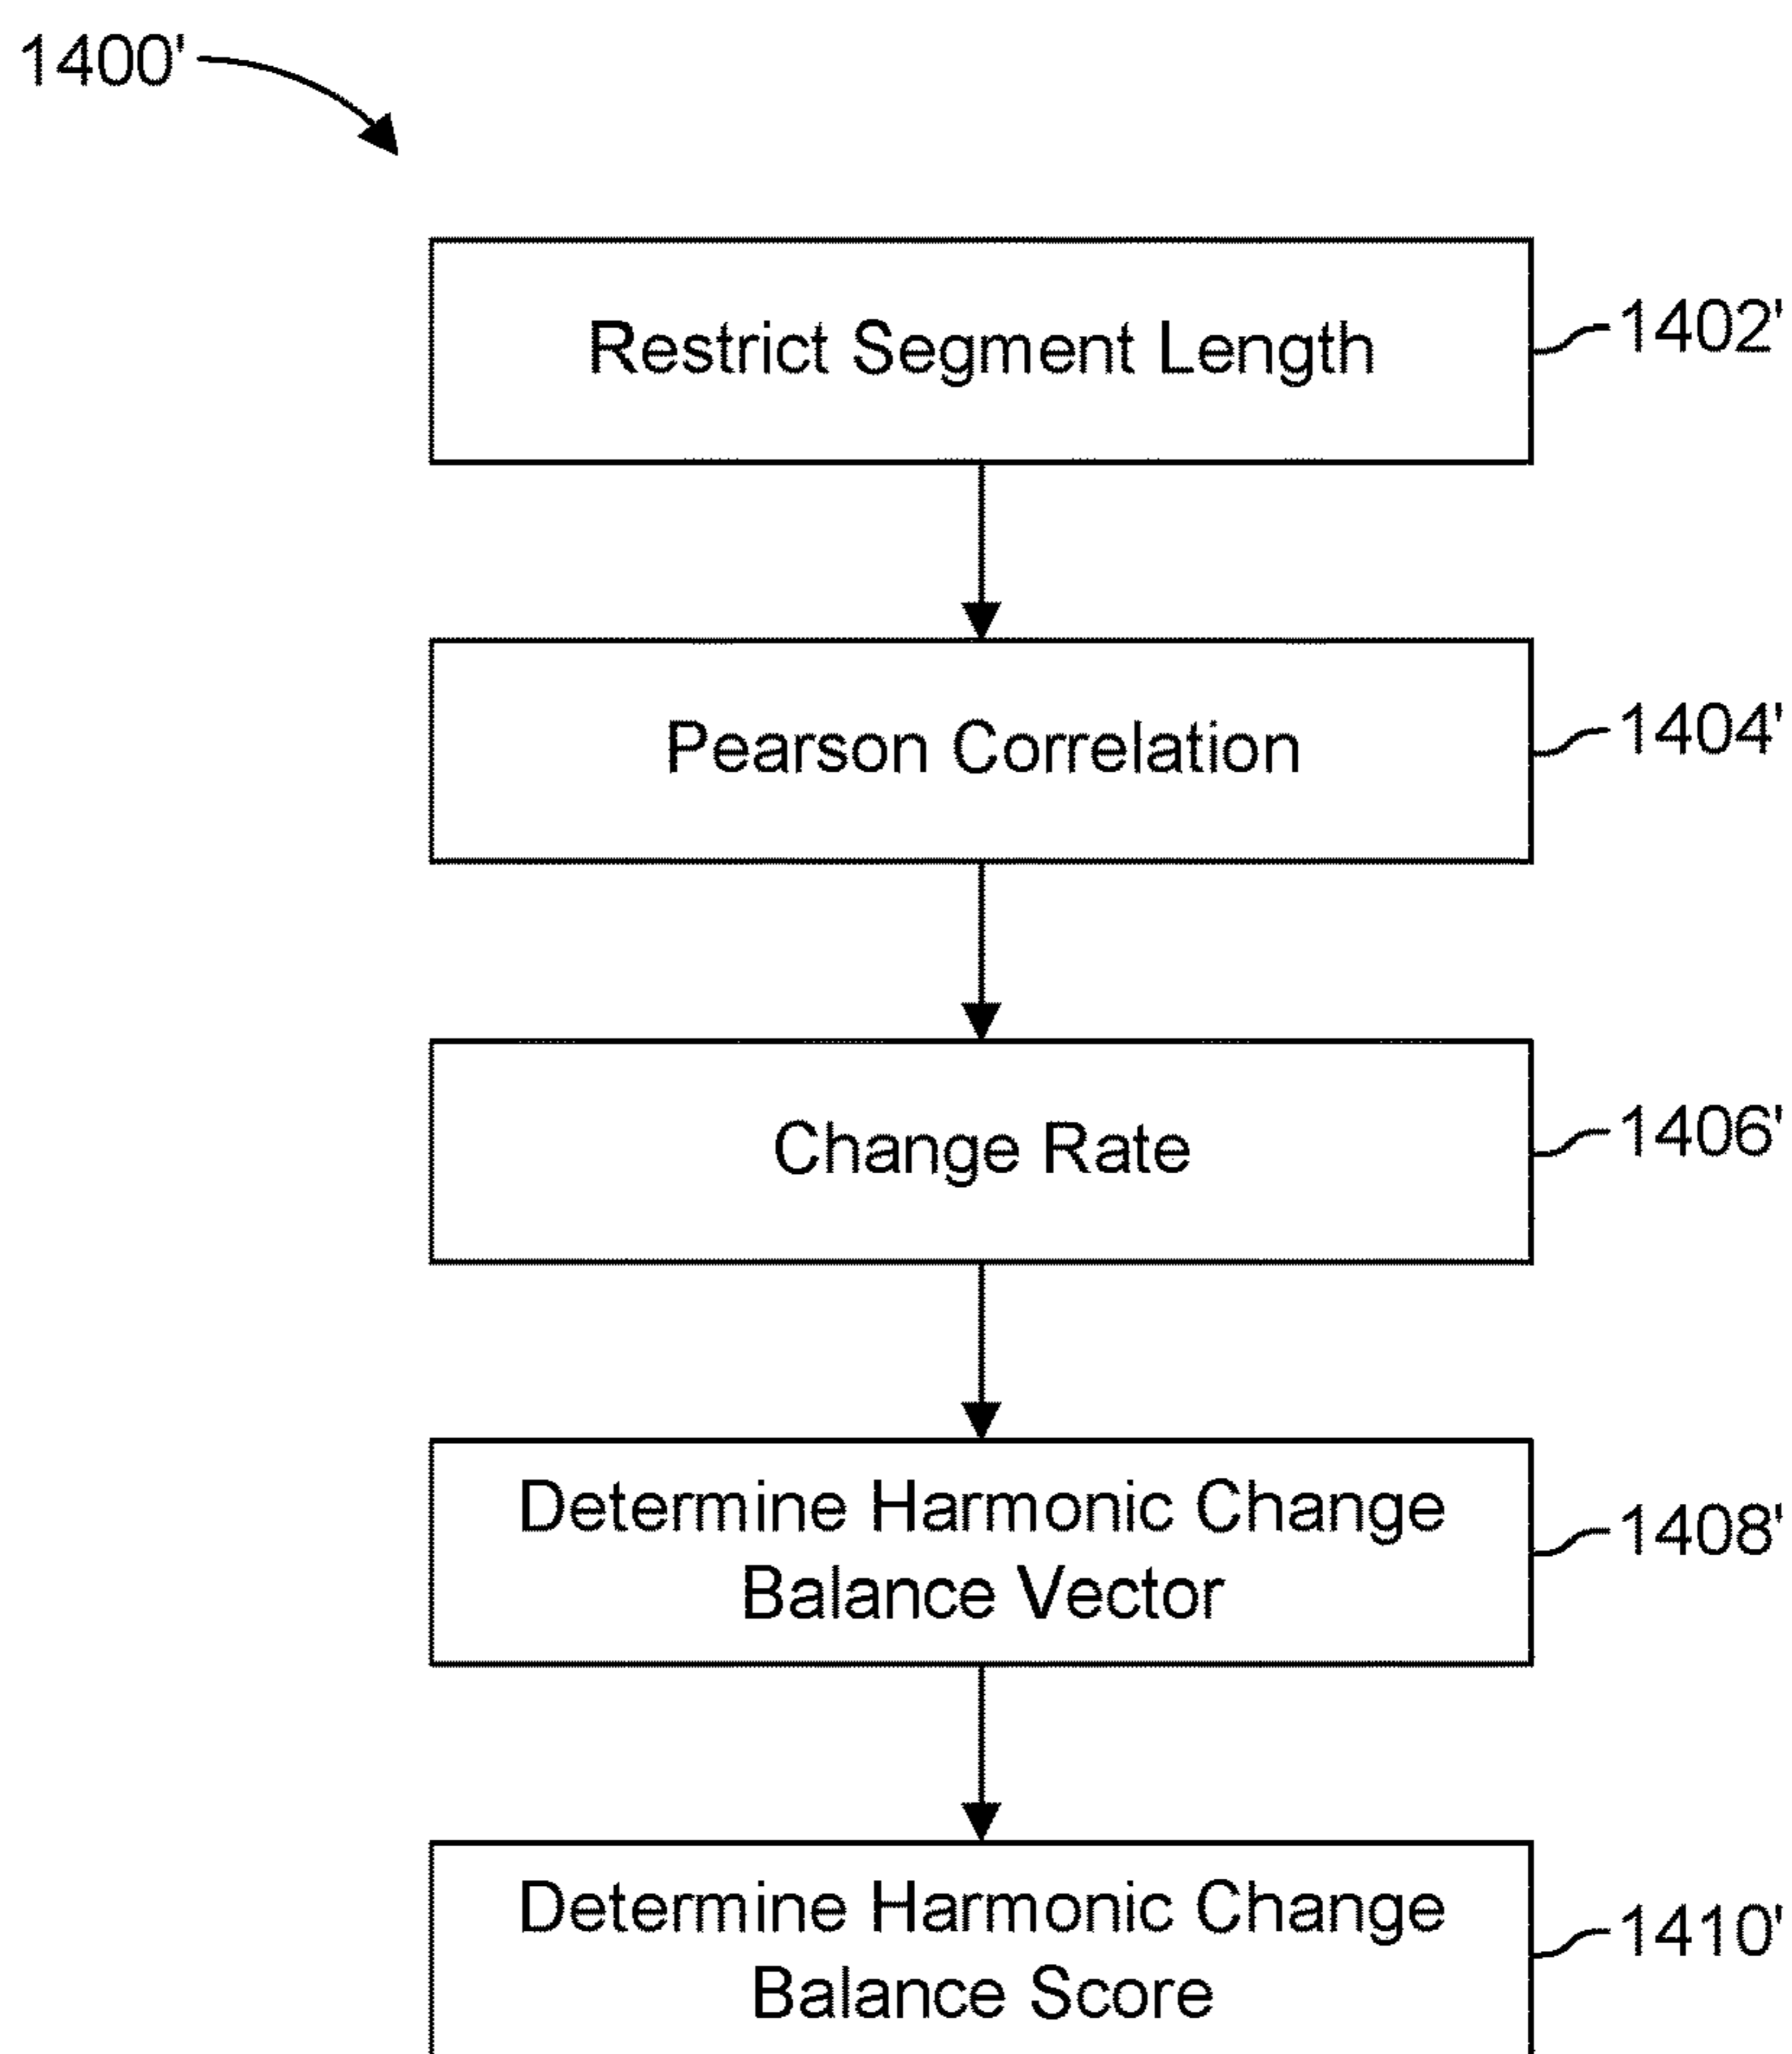 1400'
Restrict Segment Length
1402'
Pearson Correlation
1404'
Change Rate
1406'
Determine Harmonic Change
Balance Vector
1408'
Determine Harmonic Change
Balance Score
1410'